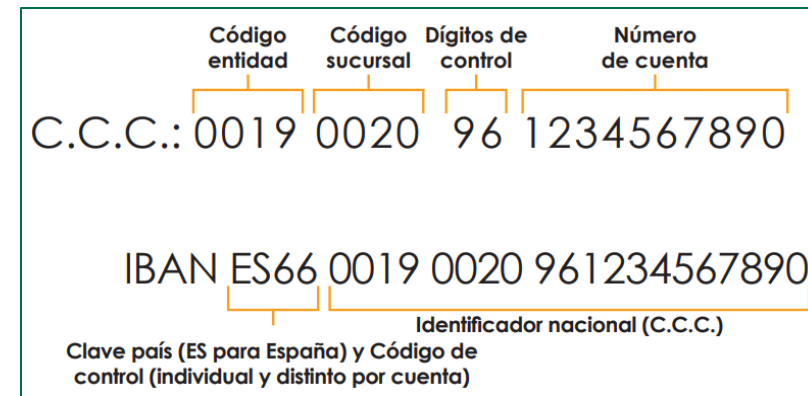 Código entidad
Código sucursal
Dígitos de control
Número de cuenta
C.C.C.: 0019 0020 96 1234567890
IBAN ES66 0019 0020 961234567890
Identificador nacional (C.C.C.)
Clave país (ES para España) y Código de
control (individual y distinto por cuenta)